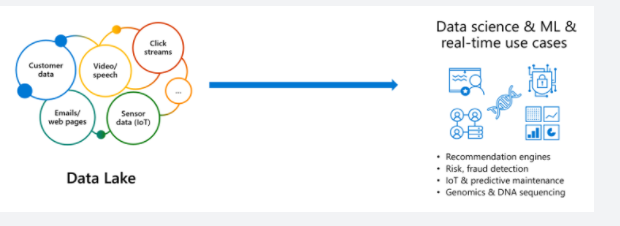 Customer
data
Video/
speech
Click
streams
...
Emails/
web pages
Sensor
data (IoT)
Data Lake
Data science & ML &
real-time use cases
• Recommendation engines
• Risk, fraud detection
• IoT & predictive maintenance
• Genomics & DNA sequencing